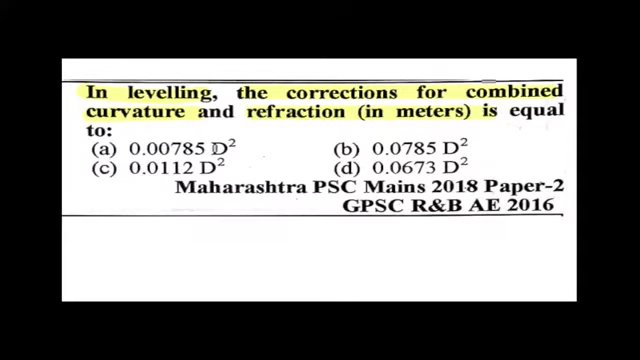 In levelling, the corrections for combined
curvature and refraction (in meters) is equal
to:
(a) 0.00785 D² (b) 0.0785 D²
(c) 0.0112 D² (d) 0.0673 D²
Maharashtra PSC Mains 2018 Paper-2
GPSC R&B AE 2016